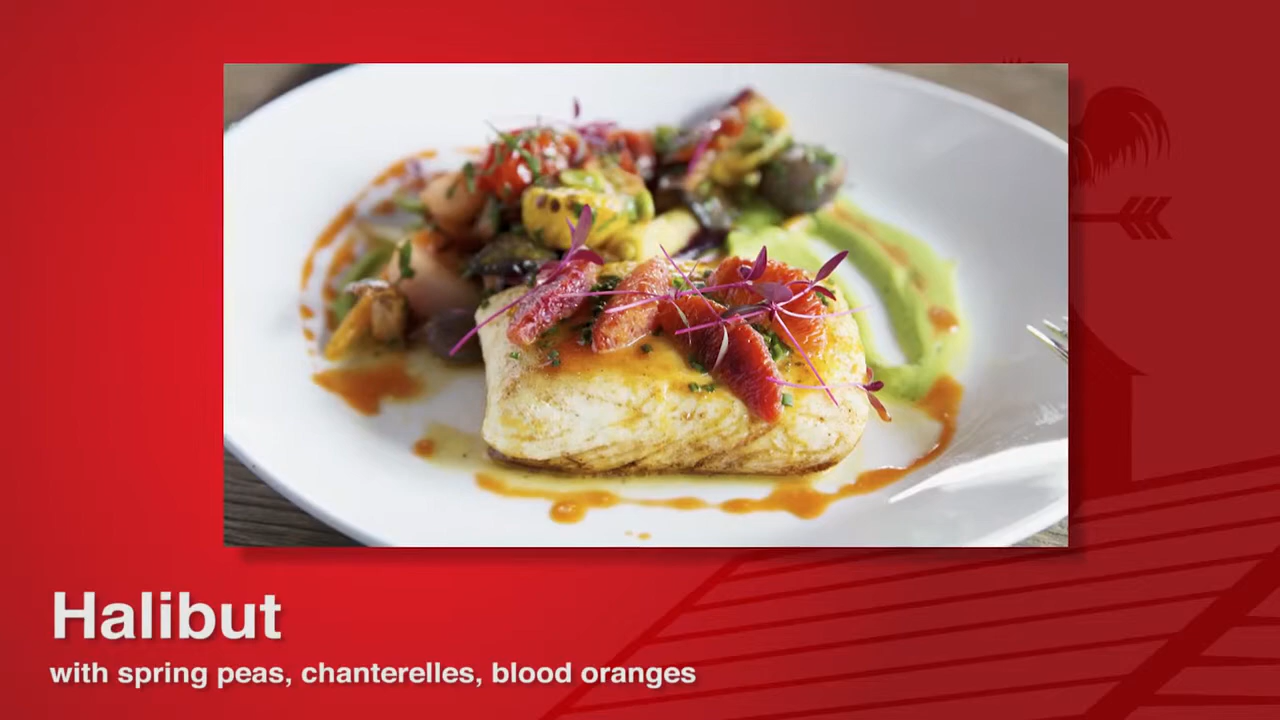 Halibut
with spring peas, chanterelles, blood oranges